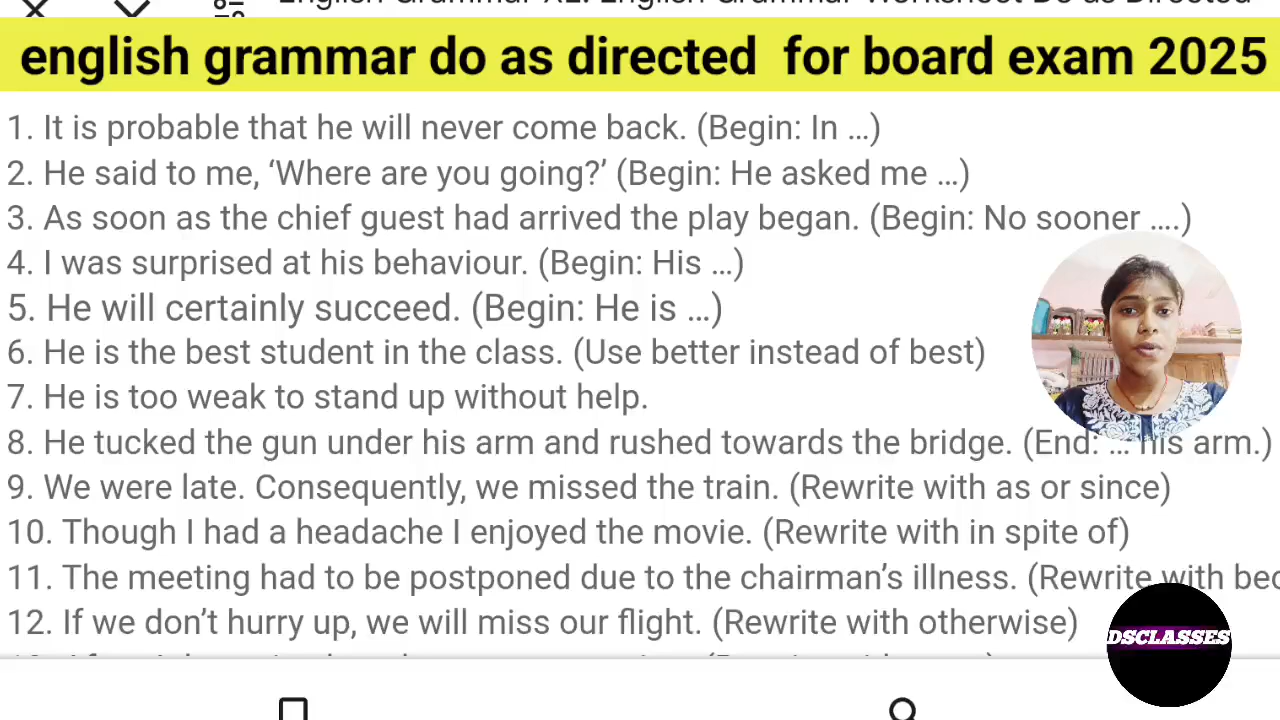 english grammar do as directed for board exam 2025
1. It is probable that he will never come back. (Begin: In …)
2. He said to me, ‘Where are you going?’ (Begin: He asked me …)
3. As soon as the chief guest had arrived the play began. (Begin: No sooner ….)
4. I was surprised at his behaviour. (Begin: His …)
5. He will certainly succeed. (Begin: He is …)
6. He is the best student in the class. (Use better instead of best)
7. He is too weak to stand up without help.
8. He tucked the gun under his arm and rushed towards the bridge. (End: … his arm.)
9. We were late. Consequently, we missed the train. (Rewrite with as or since)
10. Though I had a headache I enjoyed the movie. (Rewrite with in spite of)
11. The meeting had to be postponed due to the chairman’s illness. (Rewrite with
12. If we don’t hurry up, we will miss our flight. (Rewrite with otherwise)
DSCLASSES